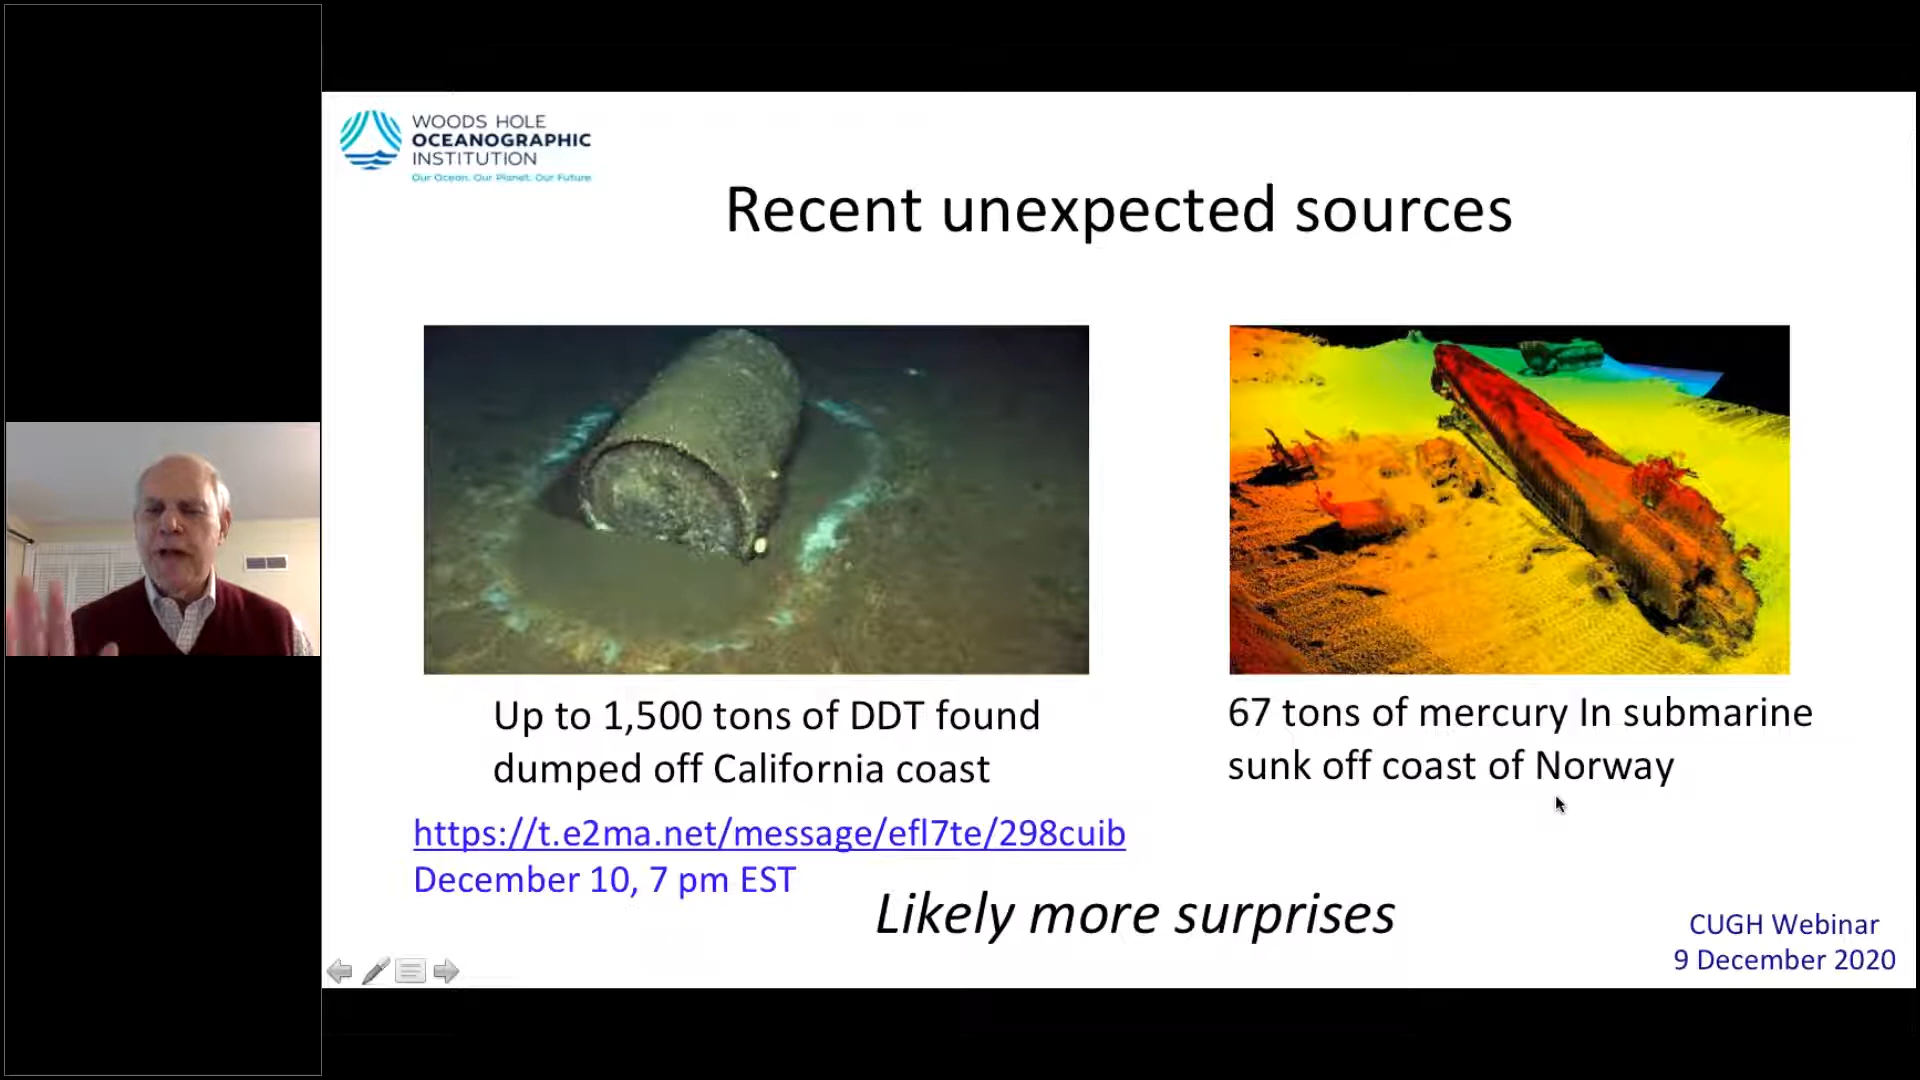 WOODS HOLE
OCEANOGRAPHIC
INSTITUTION
Our Ocean. Our Planet. Our Future.
Recent unexpected sources
Up to 1,500 tons of DDT found
dumped off California coast
67 tons of mercury In submarine
sunk off coast of Norway
https://t.e2ma.net/message/efl7te/298cuib
December 10, 7 pm EST
Likely more surprises
CUGH Webinar
9 December 2020